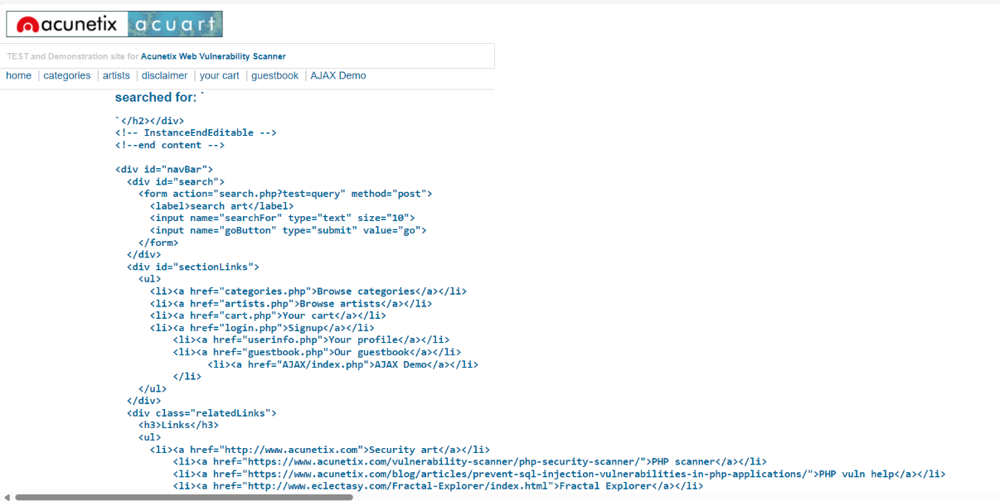 acunetix acuart
TEST and Demonstration site for Acunetix Web Vulnerability Scanner
home | categories | artists | disclaimer | your cart | guestbook | AJAX Demo
searched for: `
`</h2></div>
<!-- InstanceEndEditable -->
<!--end content -->
<div id="navBar">
<div id="search">
<form action="search.php?test=query" method="post">
<label>search art</label>
<input name="searchFor" type="text" size="10">
<input name="goButton" type="submit" value="go">
</form>
</div>
<div id="sectionLinks">
<ul>
<li><a href="categories.php">Browse categories</a></li>
<li><a href="artists.php">Browse artists</a></li>
<li><a href="cart.php">Your cart</a></li>
<li><a href="login.php">Signup</a></li>
<li><a href="userinfo.php">Your profile</a></li>
<li><a href="guestbook.php">Our guestbook</a></li>
<li><a href="AJAX/index.php">AJAX Demo</a></li>
</li>
</ul>
</div>
<div class="relatedLinks">
<h3>Links</h3>
<ul>
<li><a href="http://www.acunetix.com">Security art</a></li>
<li><a href="https://www.acunetix.com/vulnerability-scanner/php-security-scanner/">PHP scanner</a></li>
<li><a href="https://www.acunetix.com/blog/articles/prevent-sql-injection-vulnerabilities-in-php-applications/">PHP vuln help</a></li>
<li><a href="http://www.eclectasy.com/Fractal-Explorer/index.html">Fractal Explorer</a></li>